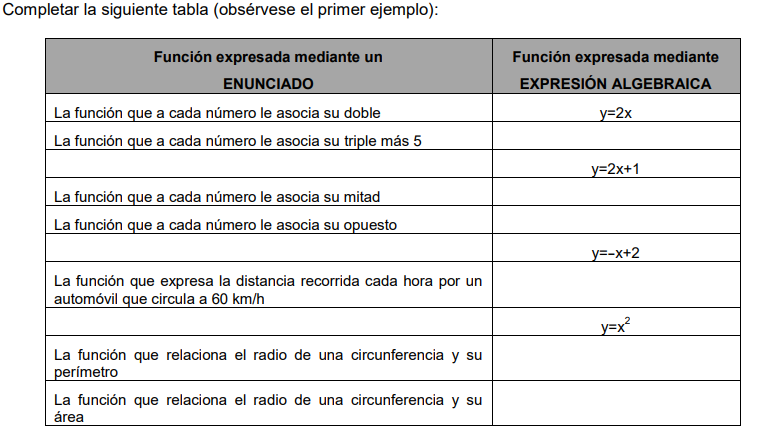 Completar la siguiente tabla (obsérvese el primer ejemplo):
Función expresada mediante un
ENUNCIADO
Función expresada mediante
EXPRESIÓN ALGEBRAICA
La función que a cada número le asocia su doble
y=2x
La función que a cada número le asocia su triple más 5
y=2x+1
La función que a cada número le asocia su mitad
La función que a cada número le asocia su opuesto
y=-x+2
La función que expresa la distancia recorrida cada hora por un
automóvil que circula a 60 km/h
y=x²
La función que relaciona el radio de una circunferencia y su
perímetro
La función que relaciona el radio de una circunferencia y su
área